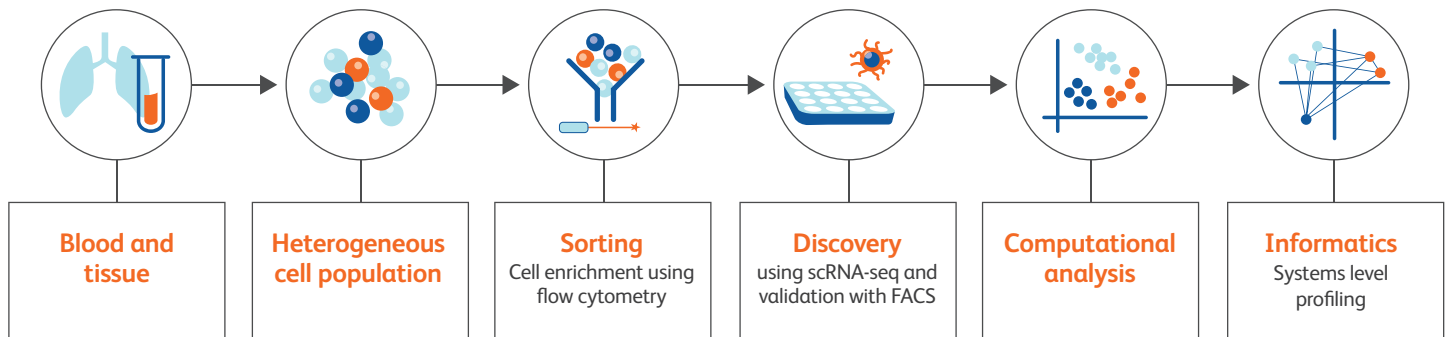 Blood and
tissue
Heterogeneous
cell population
Sorting
Cell enrichment using
flow cytometry
Discovery
using scRNA-seq and
validation with FACS
Computational
analysis
Informatics
Systems level
profiling